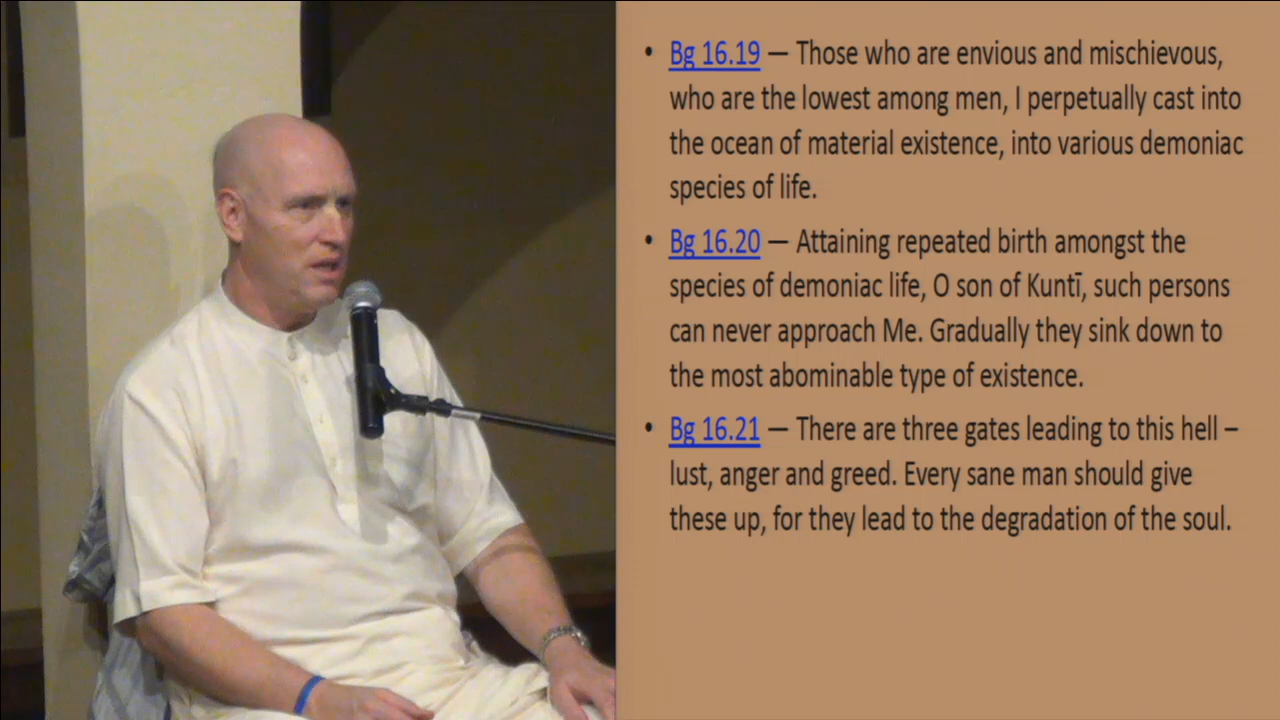 • Bg 16.19 — Those who are envious and mischievous,
who are the lowest among men, I perpetually cast into
the ocean of material existence, into various demoniac
species of life.
• Bg 16.20 — Attaining repeated birth amongst the
species of demoniac life, O son of Kuntī, such persons
can never approach Me. Gradually they sink down to
the most abominable type of existence.
• Bg 16.21 — There are three gates leading to this hell –
lust, anger and greed. Every sane man should give
these up, for they lead to the degradation of the soul.